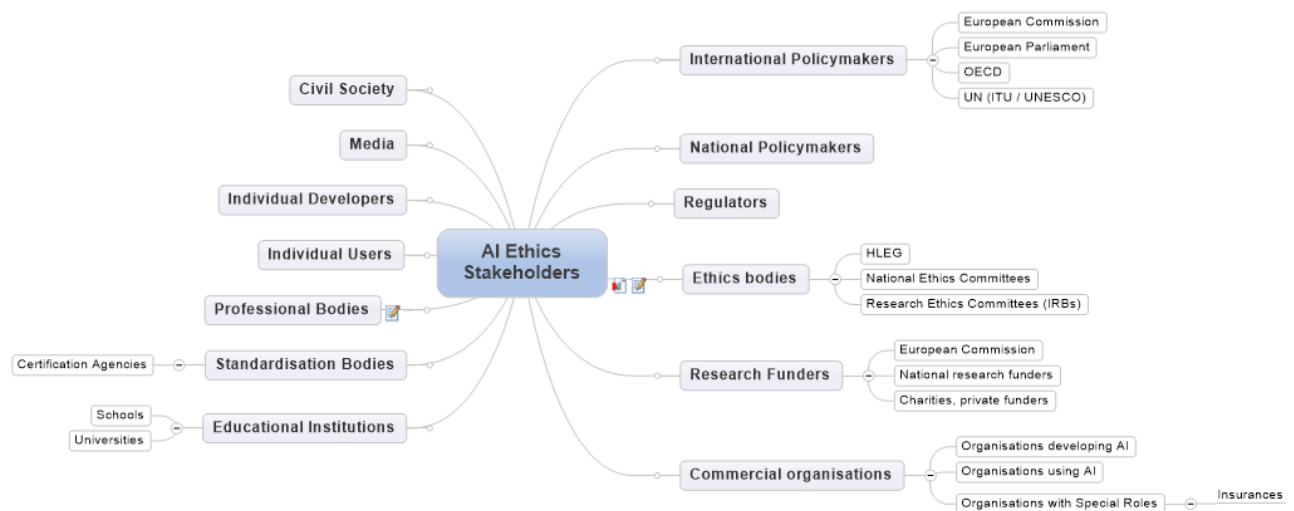 AI Ethics
Stakeholders
Civil Society
Media
Individual Developers
Individual Users
Professional Bodies
Standardisation Bodies
Certification Agencies
Educational Institutions
Schools
Universities
International Policymakers
European Commission
European Parliament
OECD
UN (ITU / UNESCO)
National Policymakers
Regulators
Ethics bodies
HLEG
National Ethics Committees
Research Ethics Committees (IRBs)
Research Funders
European Commission
National research funders
Charities, private funders
Commercial organisations
Organisations developing AI
Organisations using AI
Organisations with Special Roles
Insurances